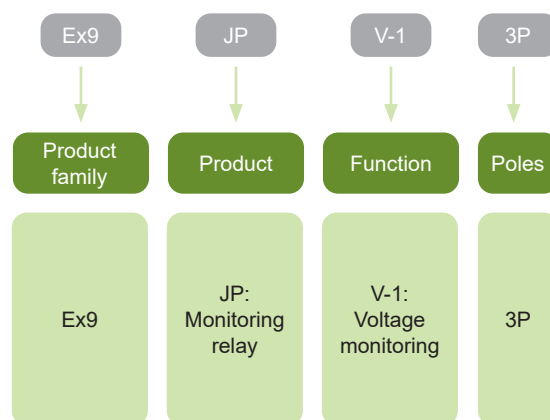 Ex9
JP
V-1
3P
Product
family
Product
Function
Poles
Ex9
JP:
Monitoring
relay
V-1:
Voltage
monitoring
3P